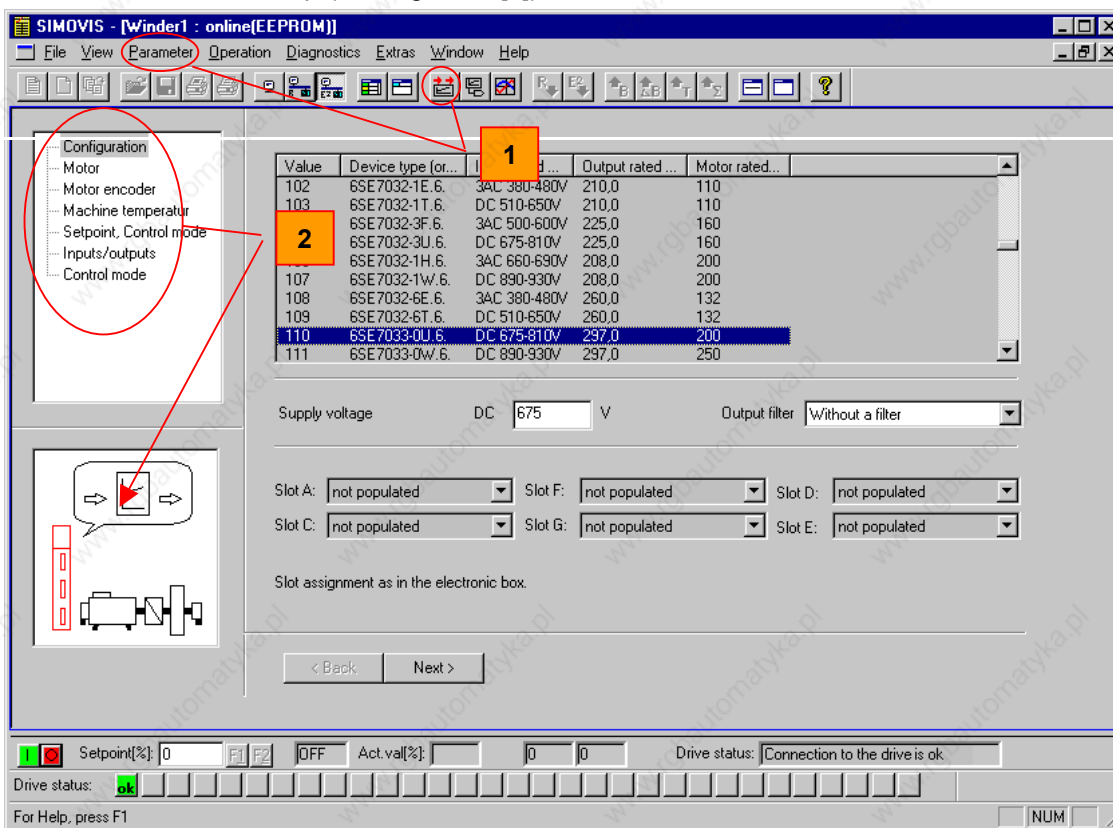 SIMOVIS - [Winder1 : online(EEPROM)]
File View Parameter Operation Diagnostics Extras Window Help
Configuration
Motor
Motor encoder
Machine temperatur
Setpoint, Control mode
Inputs/outputs
Control mode
1
2
Value Device type (or... Output rated ... Motor rated...
102 6SE7032-1E.6. 3AC 380-480V 210,0 110
103 6SE7032-1T.6. DC 510-650V 210,0 110
6SE7032-3F.6. 3AC 500-600V 225,0 160
6SE7032-3U.6. DC 675-810V 225,0 160
6SE7032-1H.6. 3AC 660-690V 208,0 200
107 6SE7032-1W.6. DC 890-930V 208,0 200
108 6SE7032-6E.6. 3AC 380-480V 260,0 132
109 6SE7032-6T.6. DC 510-650V 260,0 132
110 6SE7033-0U.6. DC 675-810V 297,0 200
111 6SE7033-0W.6. DC 890-930V 297,0 250
Supply voltage DC 675 V Output filter Without a filter
Slot A: not populated Slot F: not populated Slot D: not populated
Slot C: not populated Slot G: not populated Slot E: not populated
Slot assignment as in the electronic box.
< Back Next >
Setpoint[%]: 0 F1 F2 OFF Act.val[%]: 0 0 Drive status: Connection to the drive is ok
Drive status: ok
For Help, press F1 NUM
www.rgbautomatyka.pl